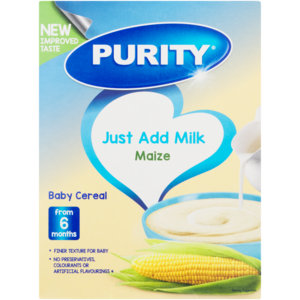 NEW
IMPROVED
TASTE
PURITY®
Just Add Milk
Maize
Baby Cereal
from
6
months
• FINER TEXTURE FOR BABY
• NO PRESERVATIVES,
COLOURANTS OR
ARTIFICIAL FLAVOURINGS